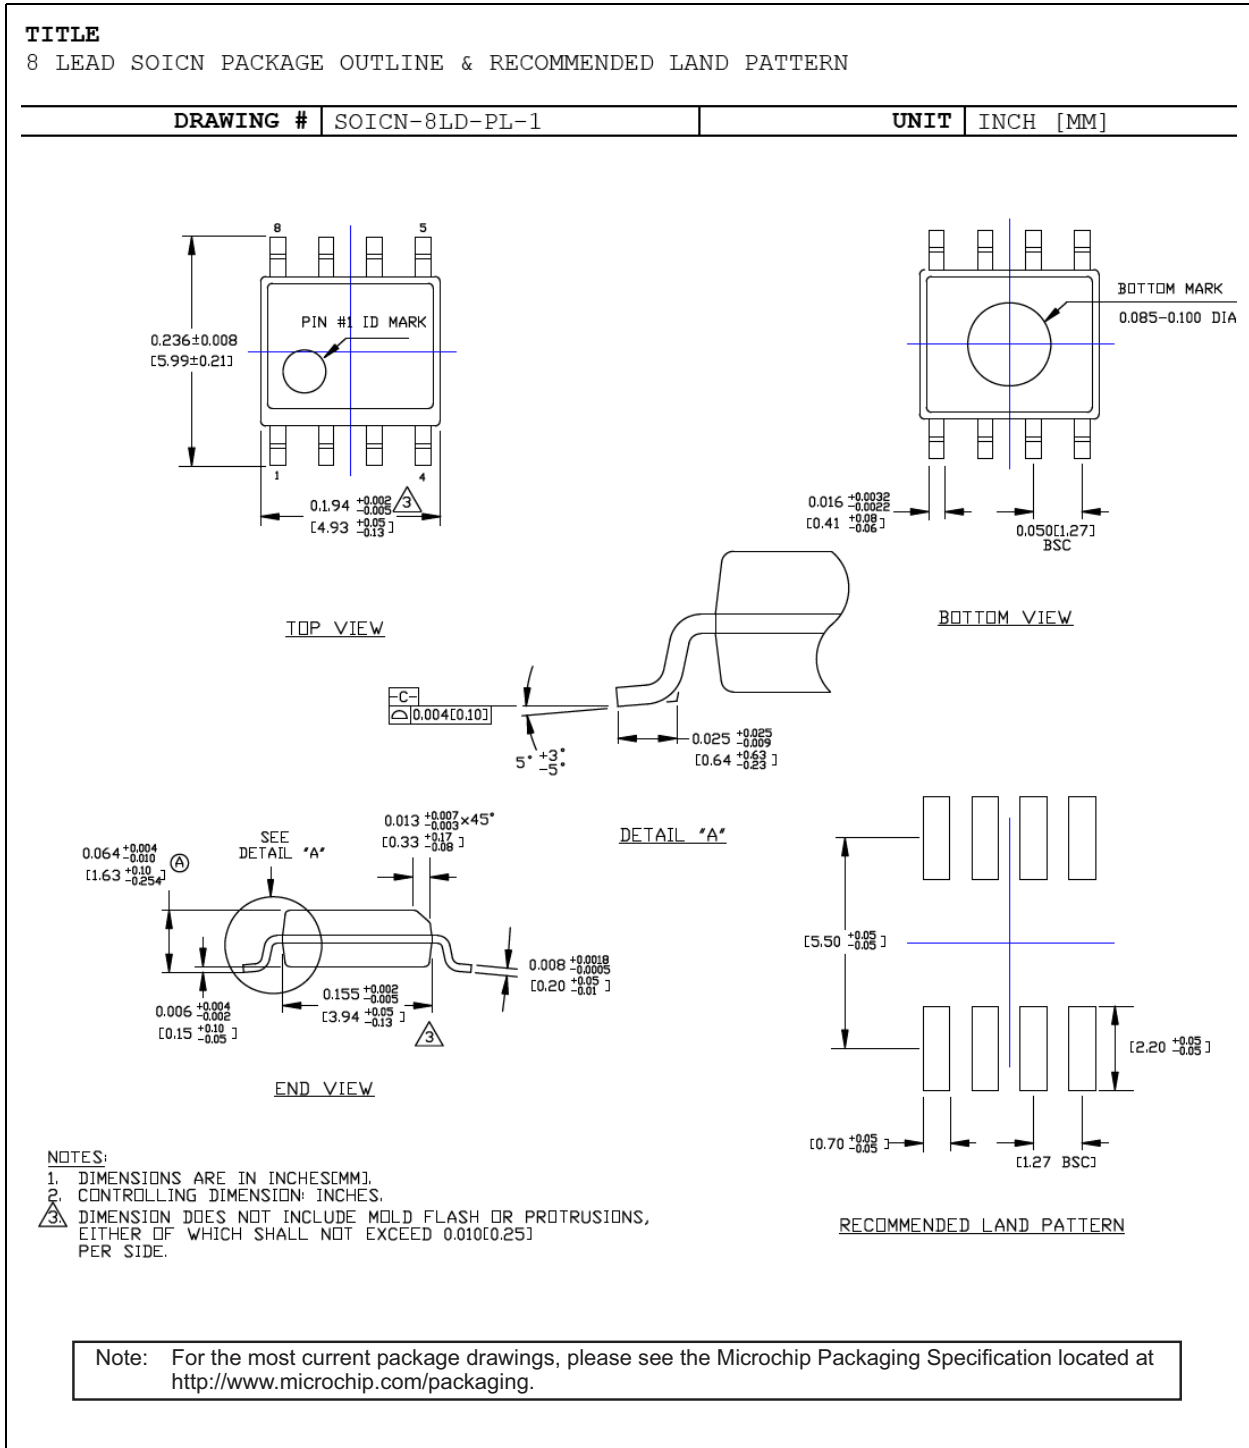 TITLE
8 LEAD SOICN PACKAGE OUTLINE & RECOMMENDED LAND PATTERN
DRAWING # SOICN-8LD-PL-1 UNIT INCH [MM]
8 5
PIN #1 ID MARK
0.236±0.008
[5.99±0.21]
1 4
0.1.94 +0.002 -0.005 3
[4.93 +0.05 -0.13 ]
TOP VIEW
BOTTOM MARK
0.085-0.100 DIA
0.016 +0.0032 -0.0022
[0.41 +0.08 -0.06 ]
0.050[1.27]
BSC
BOTTOM VIEW
-C-
0.004[0.10]
5° +3° -5°
0.025 +0.025 -0.009
[0.64 +0.63 -0.23 ]
DETAIL "A"
0.013 +0.007 -0.003 ×45°
[0.33 +0.17 -0.08 ]
SEE
DETAIL "A"
0.064 +0.004 -0.010 A
[1.63 +0.10 -0.254 ]
0.006 +0.004 -0.002
[0.15 +0.10 -0.05 ]
0.155 +0.002 -0.005
[3.94 +0.05 -0.13 ]
3
0.008 +0.0018 -0.0005
[0.20 +0.05 -0.01 ]
END VIEW
[5.50 +0.05 -0.05 ]
[2.20 +0.05 -0.05 ]
[0.70 +0.05 -0.05 ]
[1.27 BSC]
RECOMMENDED LAND PATTERN
NOTES:
1. DIMENSIONS ARE IN INCHES[MM].
2. CONTROLLING DIMENSION: INCHES.
3. DIMENSION DOES NOT INCLUDE MOLD FLASH OR PROTRUSIONS,
EITHER OF WHICH SHALL NOT EXCEED 0.010[0.25]
PER SIDE.
Note: For the most current package drawings, please see the Microchip Packaging Specification located at
http://www.microchip.com/packaging.